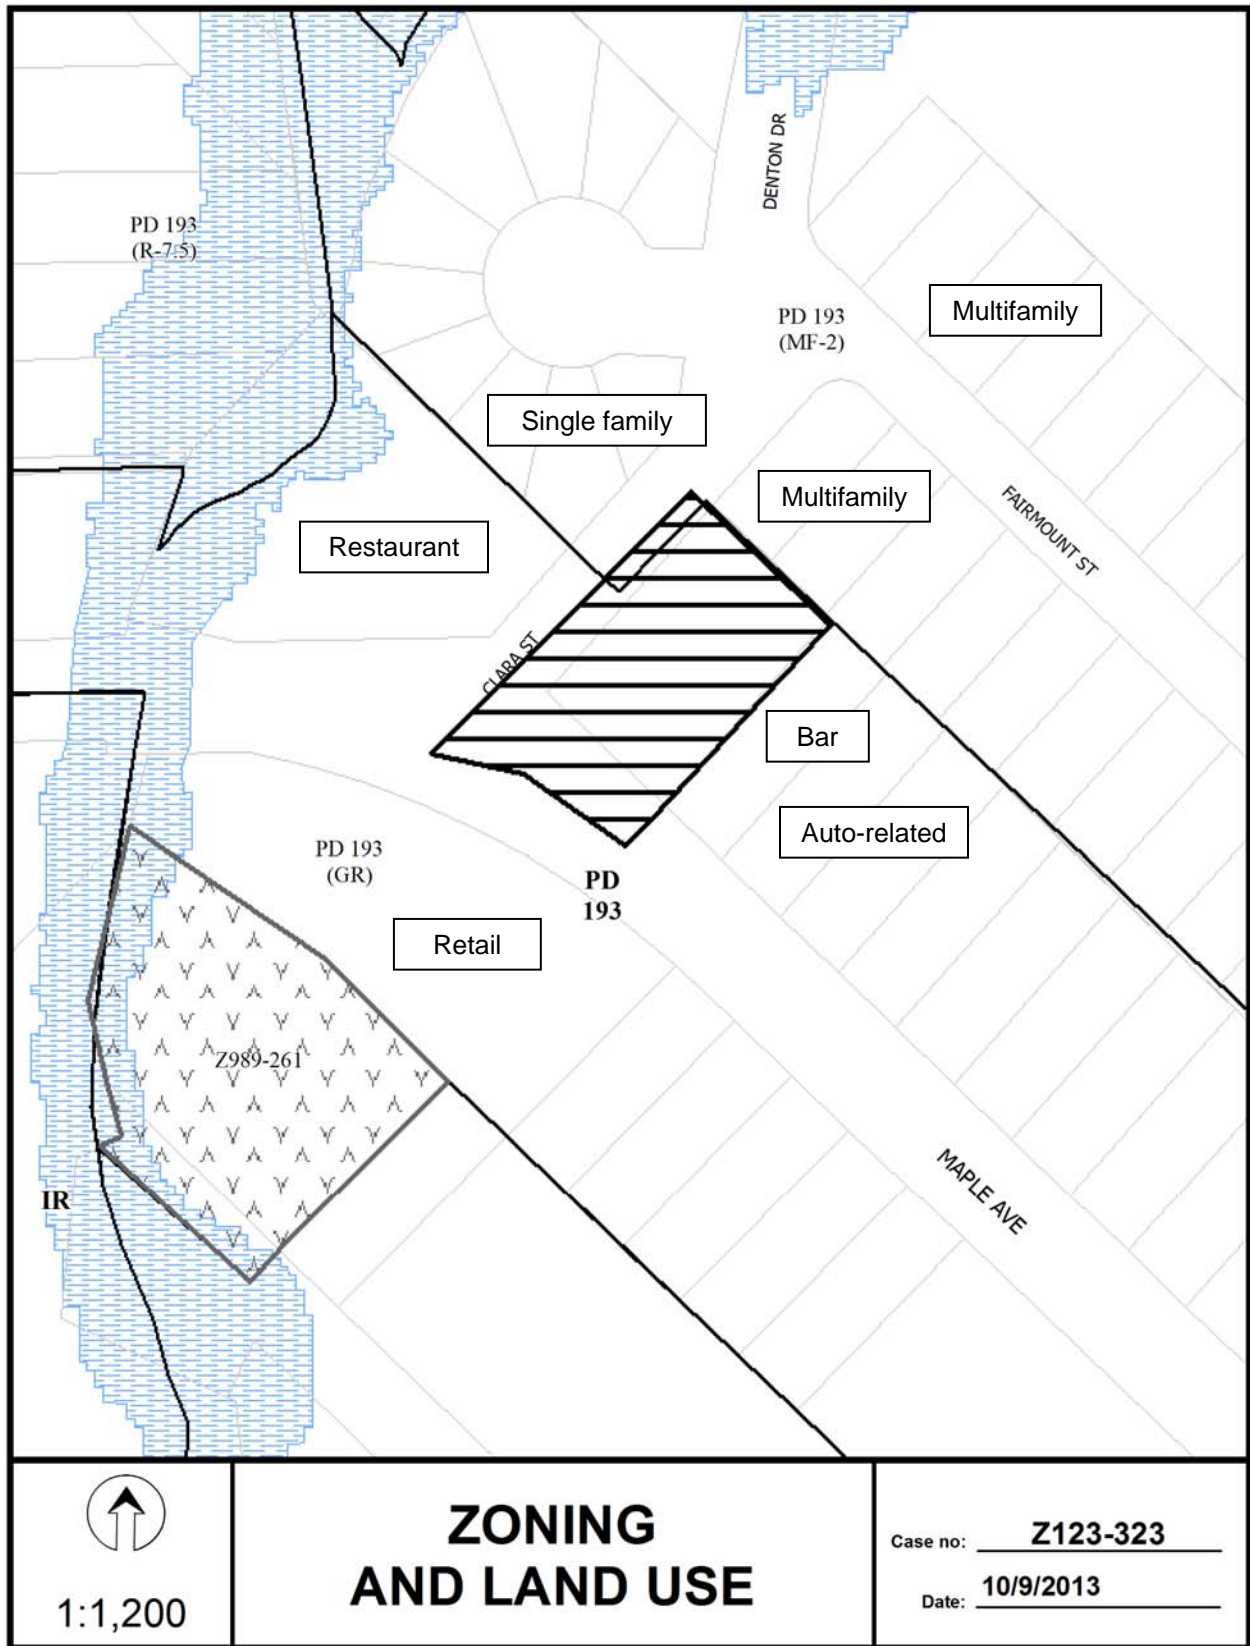 DENTON DR
PD 193
(R-7.5)
Multifamily
PD 193
(MF-2)
Single family
Multifamily
FAIRMOUNT ST
Restaurant
CLARA ST
Bar
Auto-related
PD 193
(GR)
PD
193
Retail
Z989-261
MAPLE AVE
IR
1:1,200
ZONING
AND LAND USE
Case no: Z123-323
Date: 10/9/2013